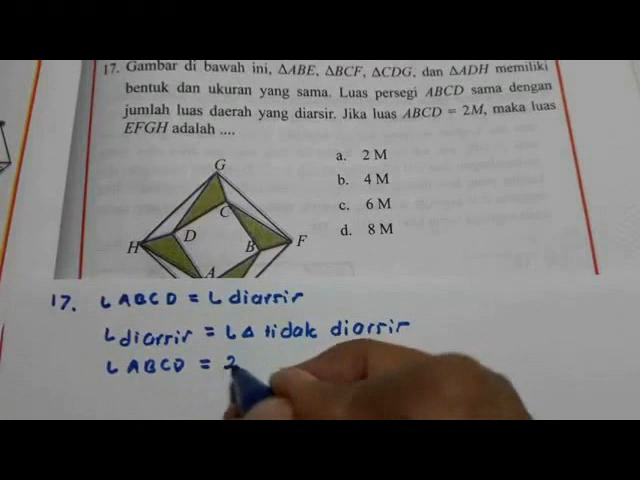 17. Gambar di bawah ini, ΔABE, ΔBCF, ΔCDG, dan ΔADH memiliki
bentuk dan ukuran yang sama. Luas persegi ABCD sama dengan
jumlah luas daerah yang diarsir. Jika luas ABCD = 2M, maka luas
EFGH adalah ....
a. 2 M
b. 4 M
c. 6 M
d. 8 M
G
C
D
H
B
F
A
17. L ABCD = L diarsir
L diarsir = L Δ tidak diarsir
L ABCD = 2